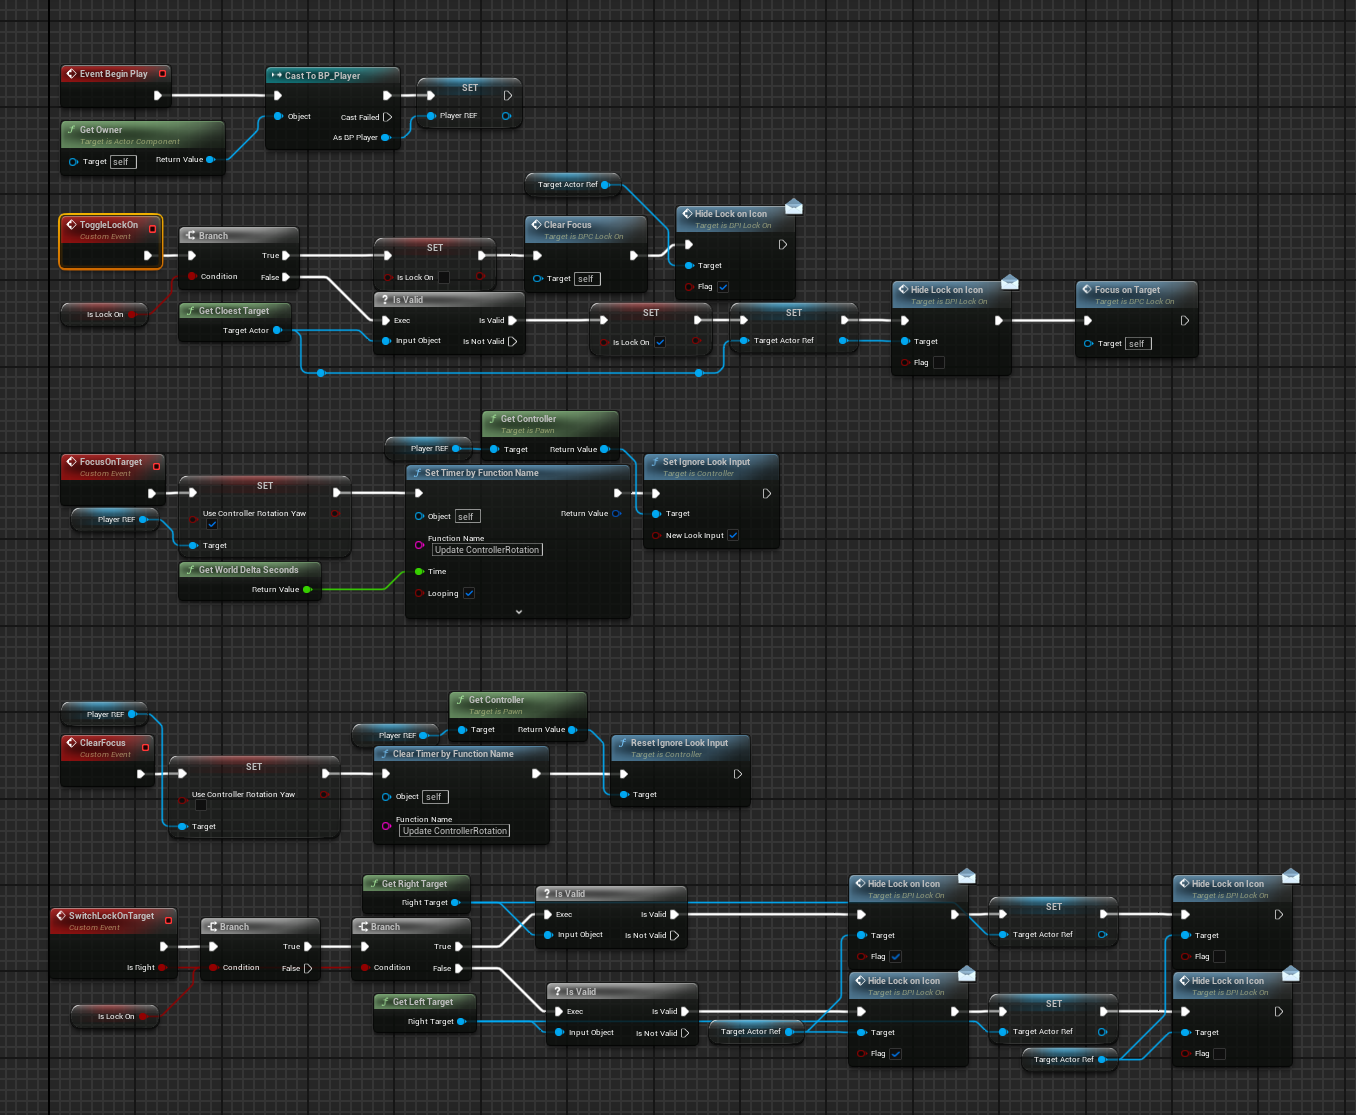 Event Begin Play
Cast To BP_Player
SET
Object
Cast Failed
Player REF
As BP Player
Get Owner
Target is Actor Component
Target
self
Return Value
Target Actor Ref
ToggleLockOn
Custom Event
Branch
True
Condition
False
Is Lock On
SET
Is Lock On
Clear Focus
Target is DPC Lock On
Target
self
Hide Lock on Icon
Target is DPI Lock On
Target
Flag
Get Cloest Target
Target Actor
Is Valid
Exec
Is Valid
Input Object
Is Not Valid
SET
Is Lock On
SET
Target Actor Ref
Hide Lock on Icon
Target is DPI Lock On
Target
Flag
Focus on Target
Target is DPC Lock On
Target
self
FocusOnTarget
Custom Event
Player REF
SET
Use Controller Rotation Yaw
Target
Get World Delta Seconds
Return Value
Player REF
Get Controller
Target is Pawn
Target
Return Value
Set Timer by Function Name
Object
self
Return Value
Function Name
Update ControllerRotation
Time
Looping
Set Ignore Look Input
Target is Controller
Target
New Look Input
Player REF
ClearFocus
Custom Event
SET
Use Controller Rotation Yaw
Target
Player REF
Get Controller
Target is Pawn
Target
Return Value
Clear Timer by Function Name
Object
self
Function Name
Update ControllerRotation
Reset Ignore Look Input
Target is Controller
Target
SwitchLockOnTarget
Custom Event
Is Right
Is Lock On
Branch
True
Condition
False
Branch
True
Condition
False
Get Right Target
Right Target
Get Left Target
Right Target
Is Valid
Exec
Is Valid
Input Object
Is Not Valid
Is Valid
Exec
Is Valid
Input Object
Is Not Valid
Target Actor Ref
Hide Lock on Icon
Target is DPI Lock On
Target
Flag
SET
Target Actor Ref
Hide Lock on Icon
Target is DPI Lock On
Target
Flag
Hide Lock on Icon
Target is DPI Lock On
Target
Flag
SET
Target Actor Ref
Target Actor Ref
Hide Lock on Icon
Target is DPI Lock On
Target
Flag